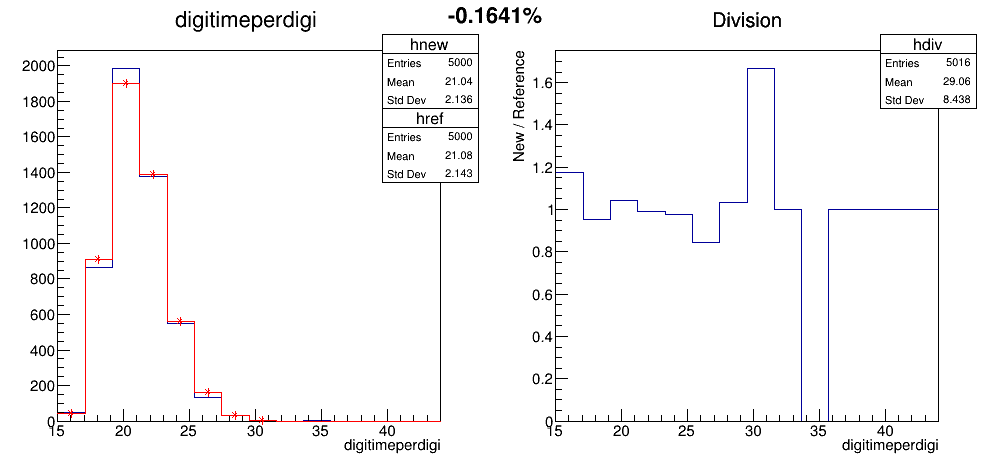 -0.1641%
digitimeperdigi
hnew
Entries 5000
Mean 21.04
Std Dev 2.136
href
Entries 5000
Mean 21.08
Std Dev 2.143
2000
1800
1600
1400
1200
1000
800
600
400
200
0
15 20 25 30 35 40
digitimeperdigi
Division
hdiv
Entries 5016
Mean 29.06
Std Dev 8.438
New / Reference
1.6
1.4
1.2
1
0.8
0.6
0.4
0.2
0
15 20 25 30 35 40
digitimeperdigi